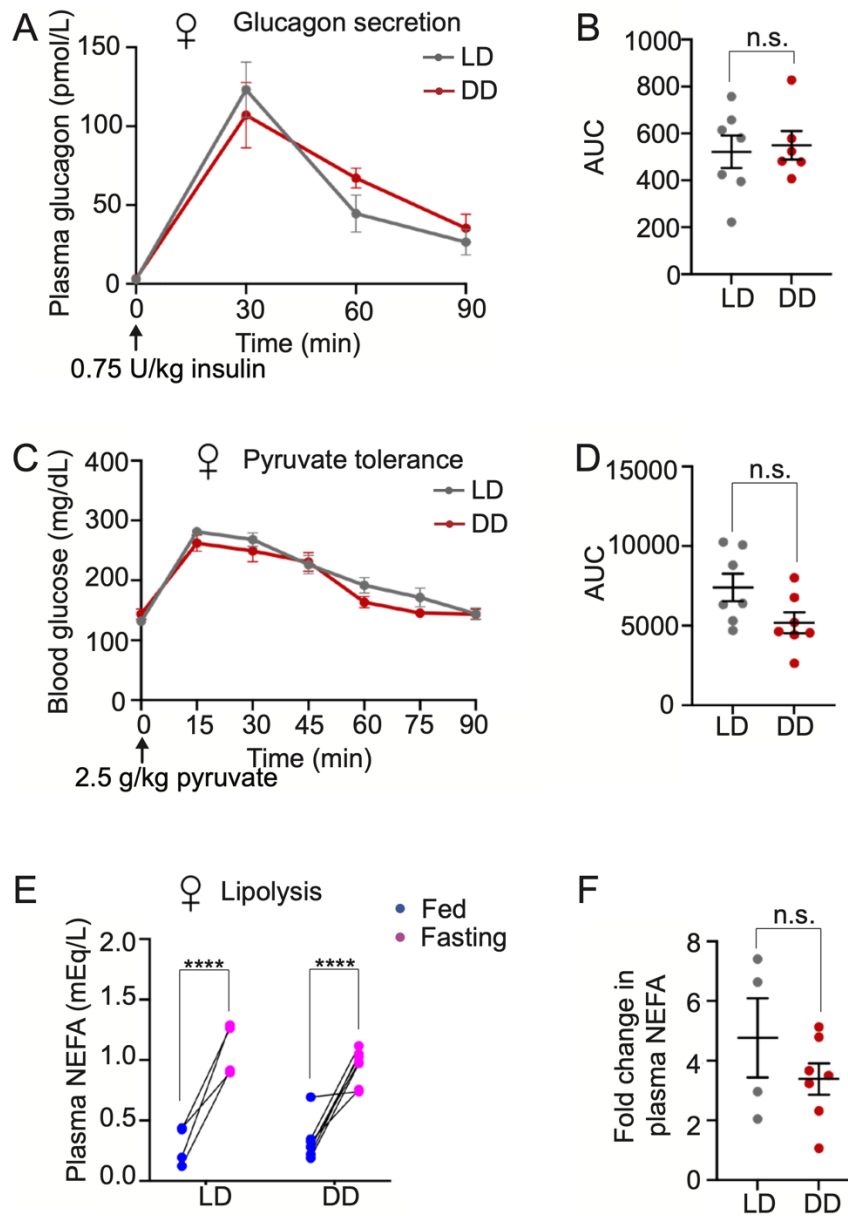 A ♀ Glucagon secretion
Plasma glucagon (pmol/L)
150
100
50
0
LD
DD
0 30 60 90
Time (min)
0.75 U/kg insulin
B
n.s.
AUC
1000
800
600
400
200
0
LD DD
C ♀ Pyruvate tolerance
Blood glucose (mg/dL)
400
300
200
100
0
LD
DD
0 15 30 45 60 75 90
Time (min)
2.5 g/kg pyruvate
D
n.s.
AUC
15000
10000
5000
0
LD DD
E ♀ Lipolysis
Fed
Fasting
Plasma NEFA (mEq/L)
2.0
1.5
1.0
0.5
0.0
**** ****
LD DD
F
n.s.
Fold change in
plasma NEFA
8
6
4
2
0
LD DD